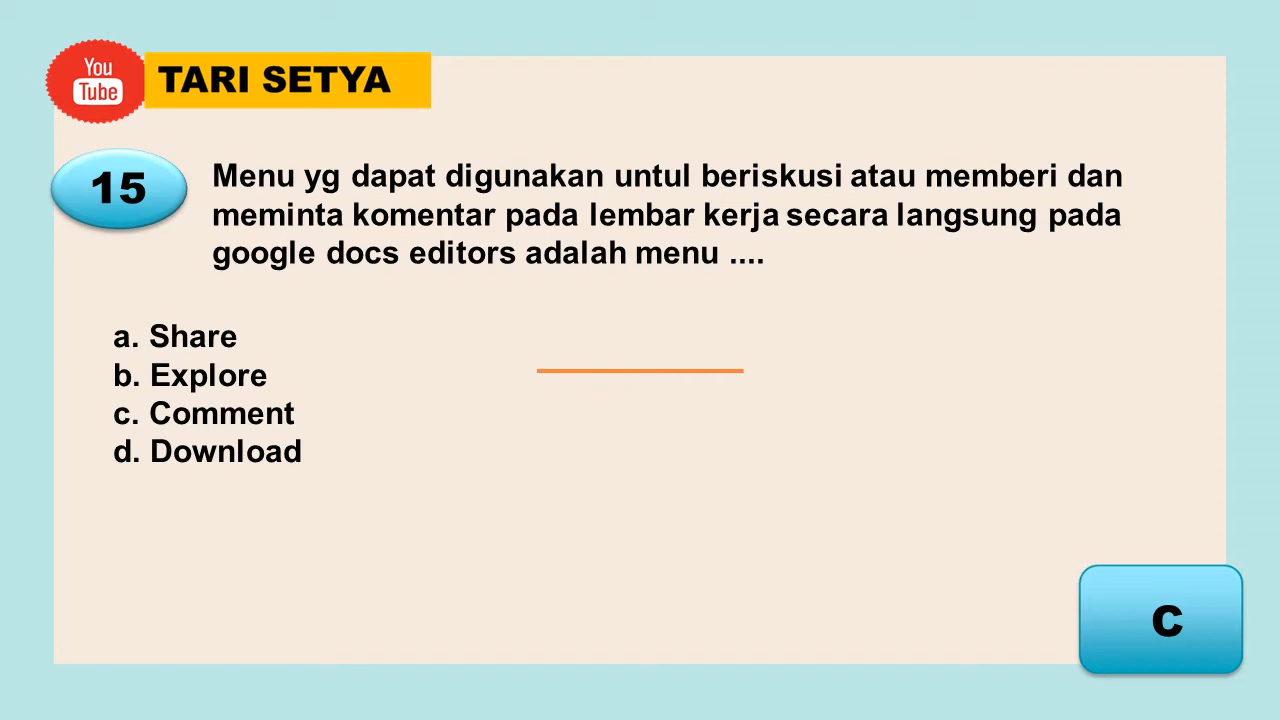 You
Tube
TARI SETYA
15
Menu yg dapat digunakan untul beriskusi atau memberi dan
meminta komentar pada lembar kerja secara langsung pada
google docs editors adalah menu ....
a. Share
b. Explore
c. Comment
d. Download
C